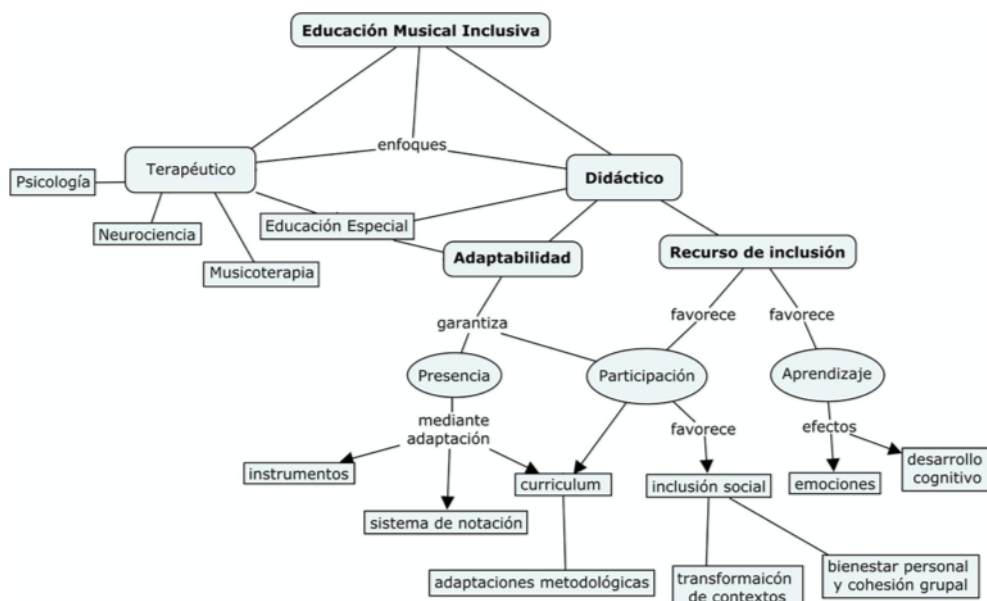 Educación Musical Inclusiva
enfoques
Terapéutico
Didáctico
Psicología
Neurociencia
Educación Especial
Musicoterapia
Adaptabilidad
Recurso de inclusión
garantiza
favorece
favorece
Presencia
Participación
Aprendizaje
mediante
adaptación
favorece
efectos
instrumentos
curriculum
inclusión social
emociones
desarrollo
cognitivo
sistema de notación
adaptaciones metodológicas
transformaicón
de contextos
bienestar personal
y cohesión grupal